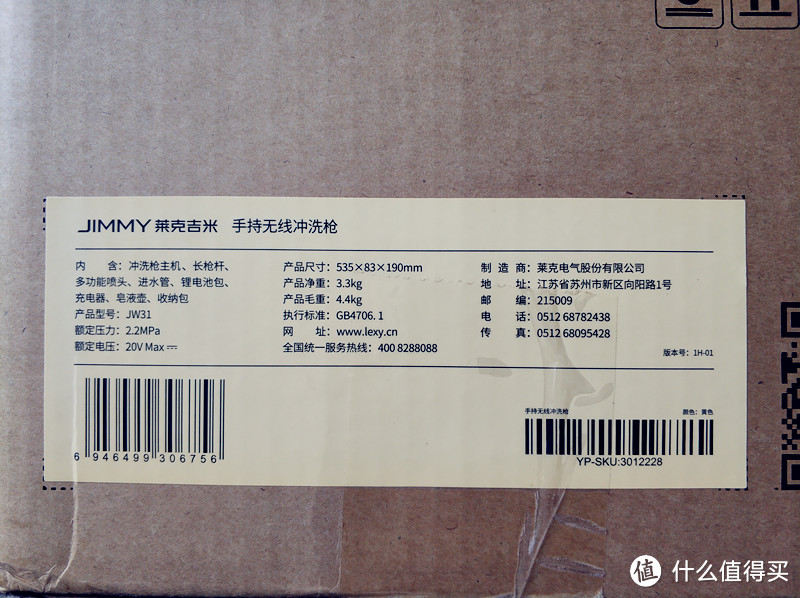 JIMMY 莱克吉米 手持无线冲洗枪
内 含：冲洗枪主机、长枪杆、
多功能喷头、进水管、锂电池包、
充电器、皂液壶、收纳包
产品型号：JW31
额定压力：2.2MPa
额定电压：20V Max
产品尺寸：535×83×190mm
产品净重：3.3kg
产品毛重：4.4kg
执行标准：GB4706.1
网 址：www.lexy.cn
全国统一服务热线：400 8288088
制 造 商：莱克电气股份有限公司
地 址：江苏省苏州市新区向阳路1号
邮 编：215009
电 话：0512 68782438
传 真：0512 68095428
版本号：1H-01
6 946499 306756
手持无线冲洗枪 颜色：黄色
YP-SKU:3012228
值 什么值得买